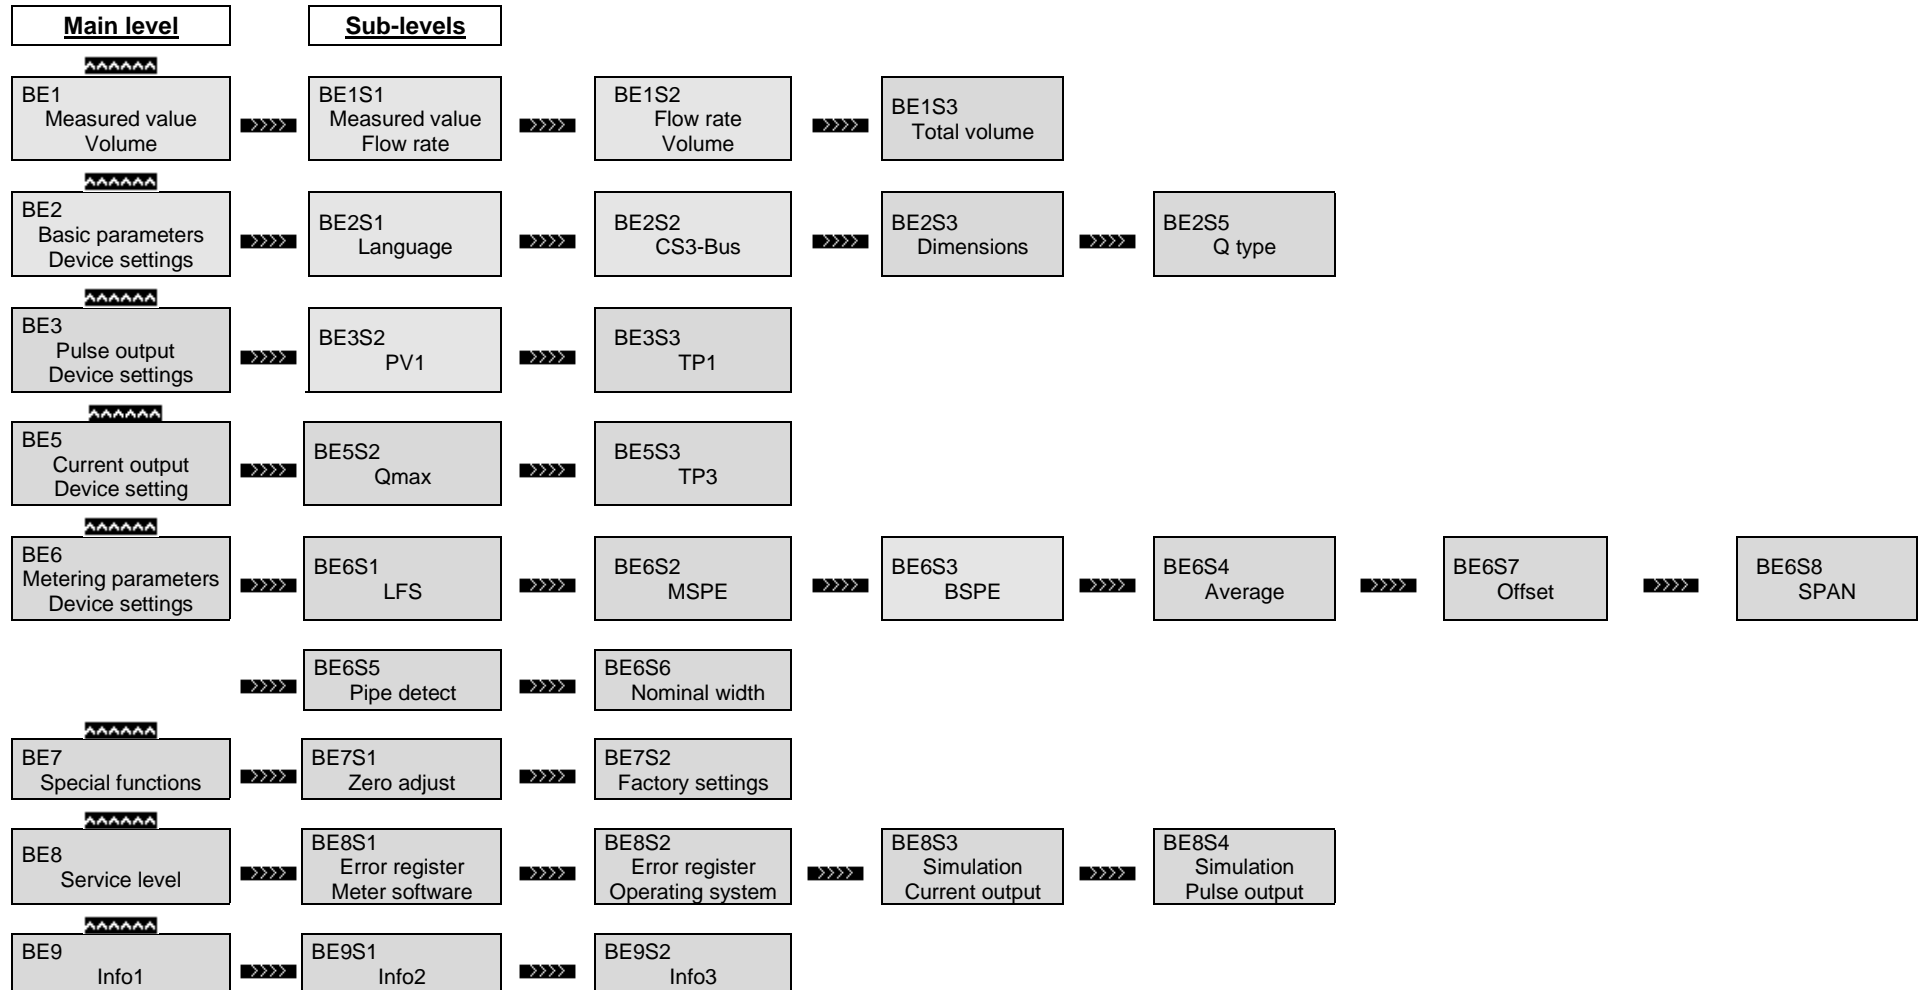 Main level
Sub-levels
BE1
Measured value
Volume
BE1S1
Measured value
Flow rate
BE1S2
Flow rate
Volume
BE1S3
Total volume
BE2
Basic parameters
Device settings
BE2S1
Language
BE2S2
CS3-Bus
BE2S3
Dimensions
BE2S5
Q type
BE3
Pulse output
Device settings
BE3S2
PV1
BE3S3
TP1
BE5
Current output
Device setting
BE5S2
Qmax
BE5S3
TP3
BE6
Metering parameters
Device settings
BE6S1
LFS
BE6S2
MSPE
BE6S3
BSPE
BE6S4
Average
BE6S7
Offset
BE6S8
SPAN
BE6S5
Pipe detect
BE6S6
Nominal width
BE7
Special functions
BE7S1
Zero adjust
BE7S2
Factory settings
BE8
Service level
BE8S1
Error register
Meter software
BE8S2
Error register
Operating system
BE8S3
Simulation
Current output
BE8S4
Simulation
Pulse output
BE9
Info1
BE9S1
Info2
BE9S2
Info3